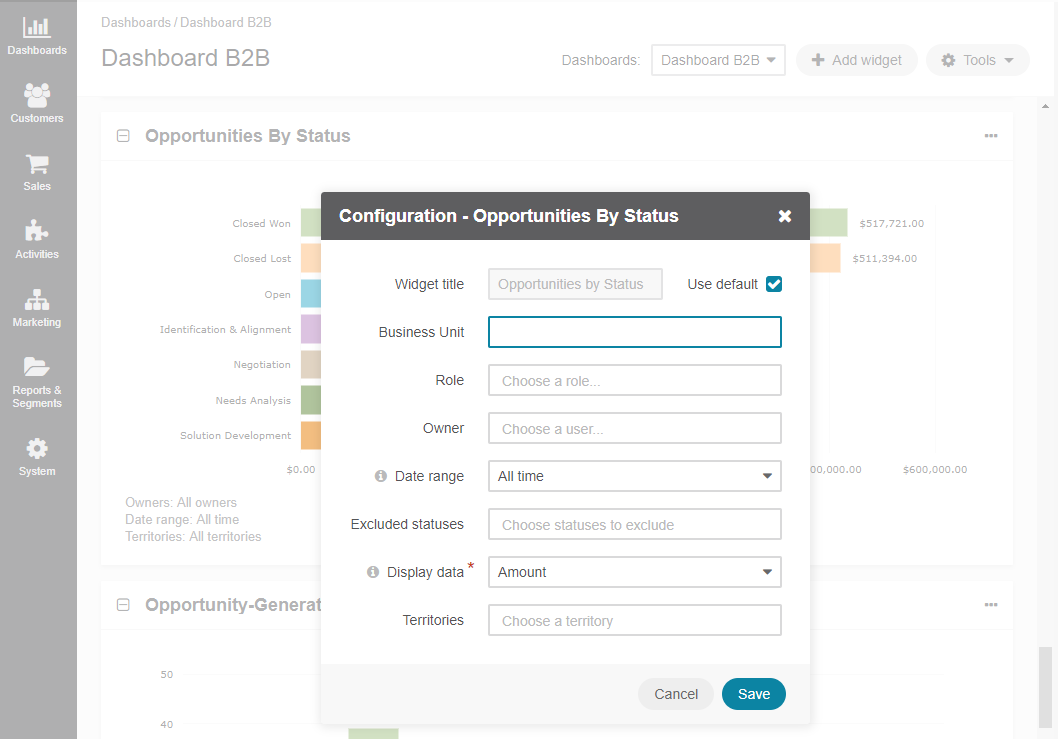 Dashboards
Customers
Sales
Activities
Marketing
Reports &
Segments
System
Dashboards / Dashboard B2B
Dashboard B2B
Dashboards:
Dashboard B2B
Add widget
Tools
Opportunities By Status
Closed Won
$517,721.00
Closed Lost
$511,394.00
Open
Identification & Alignment
Negotiation
Needs Analysis
Solution Development
$0.00
00,000.00
$600,000.00
Owners: All owners
Date range: All time
Territories: All territories
Configuration - Opportunities By Status
Widget title
Opportunities by Status
Use default
Business Unit
Role
Choose a role...
Owner
Choose a user...
Date range
All time
Excluded statuses
Choose statuses to exclude
Display data *
Amount
Territories
Choose a territory
Cancel
Save
Opportunity-Generat
50
40